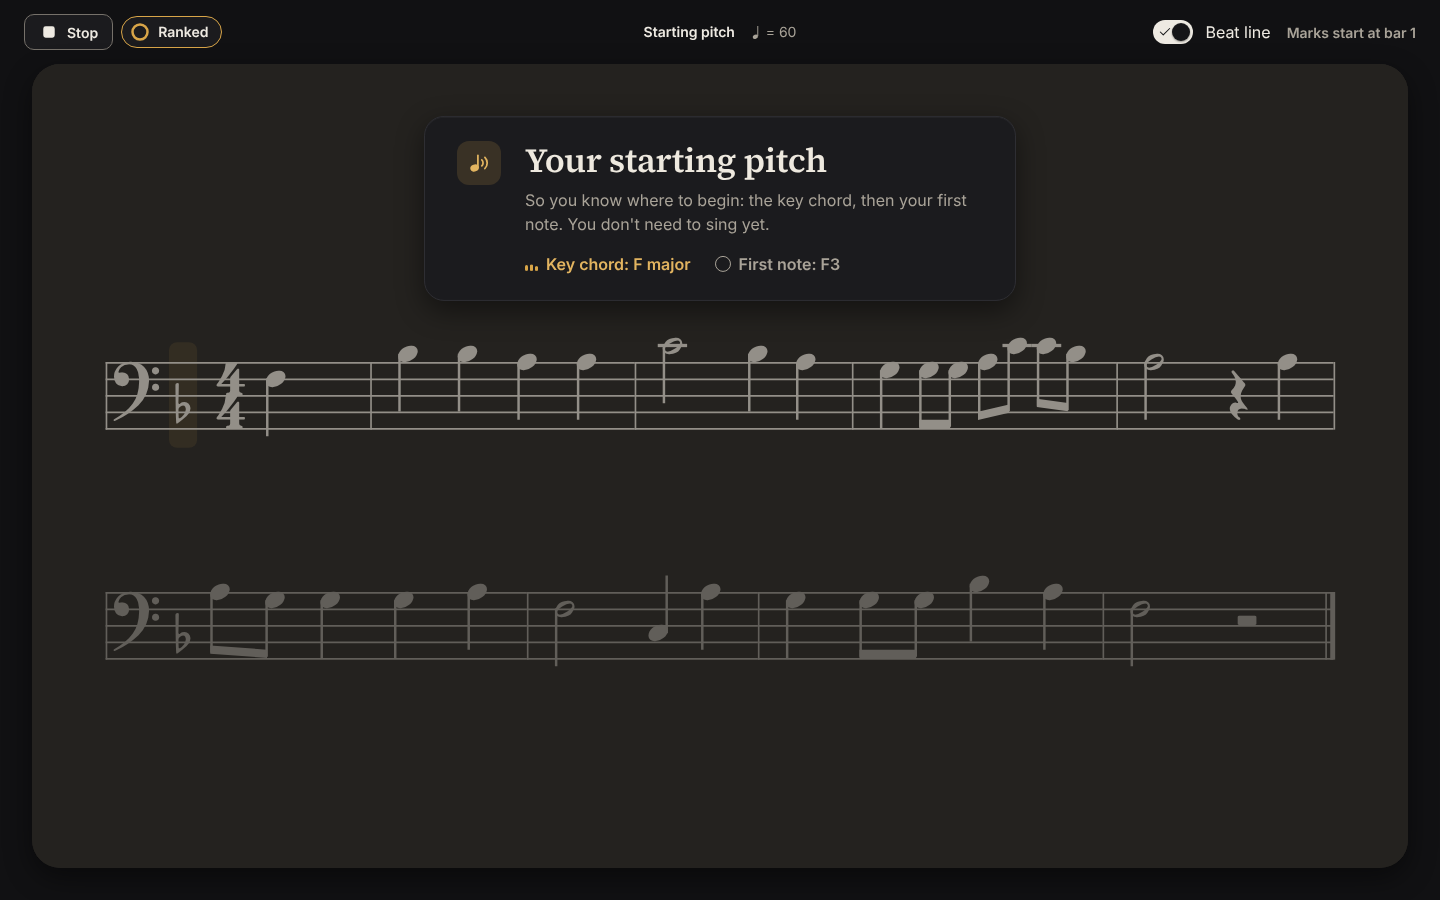 Stop
Ranked
Starting pitch
= 60
Beat line
Marks start at bar 1
Your starting pitch
So you know where to begin: the key chord, then your first
note. You don't need to sing yet.
Key chord: F major
First note: F3
4
4